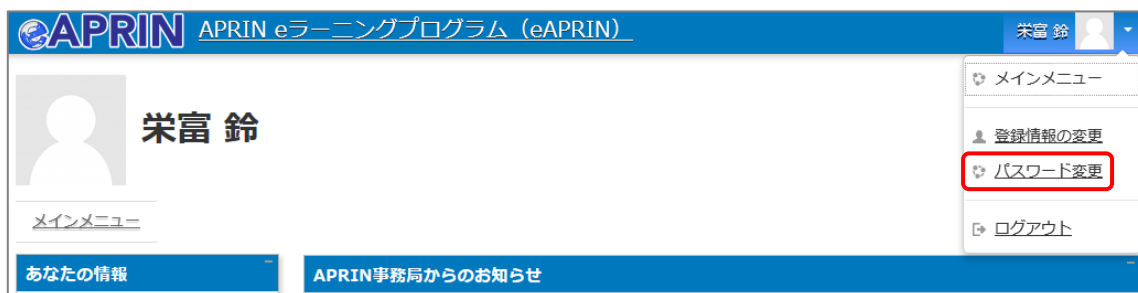 eAPRIN APRIN eラーニングプログラム（eAPRIN）
栄富 鈴
メインメニュー
登録情報の変更
パスワード変更
ログアウト
栄富 鈴
メインメニュー
あなたの情報
APRIN事務局からのお知らせ